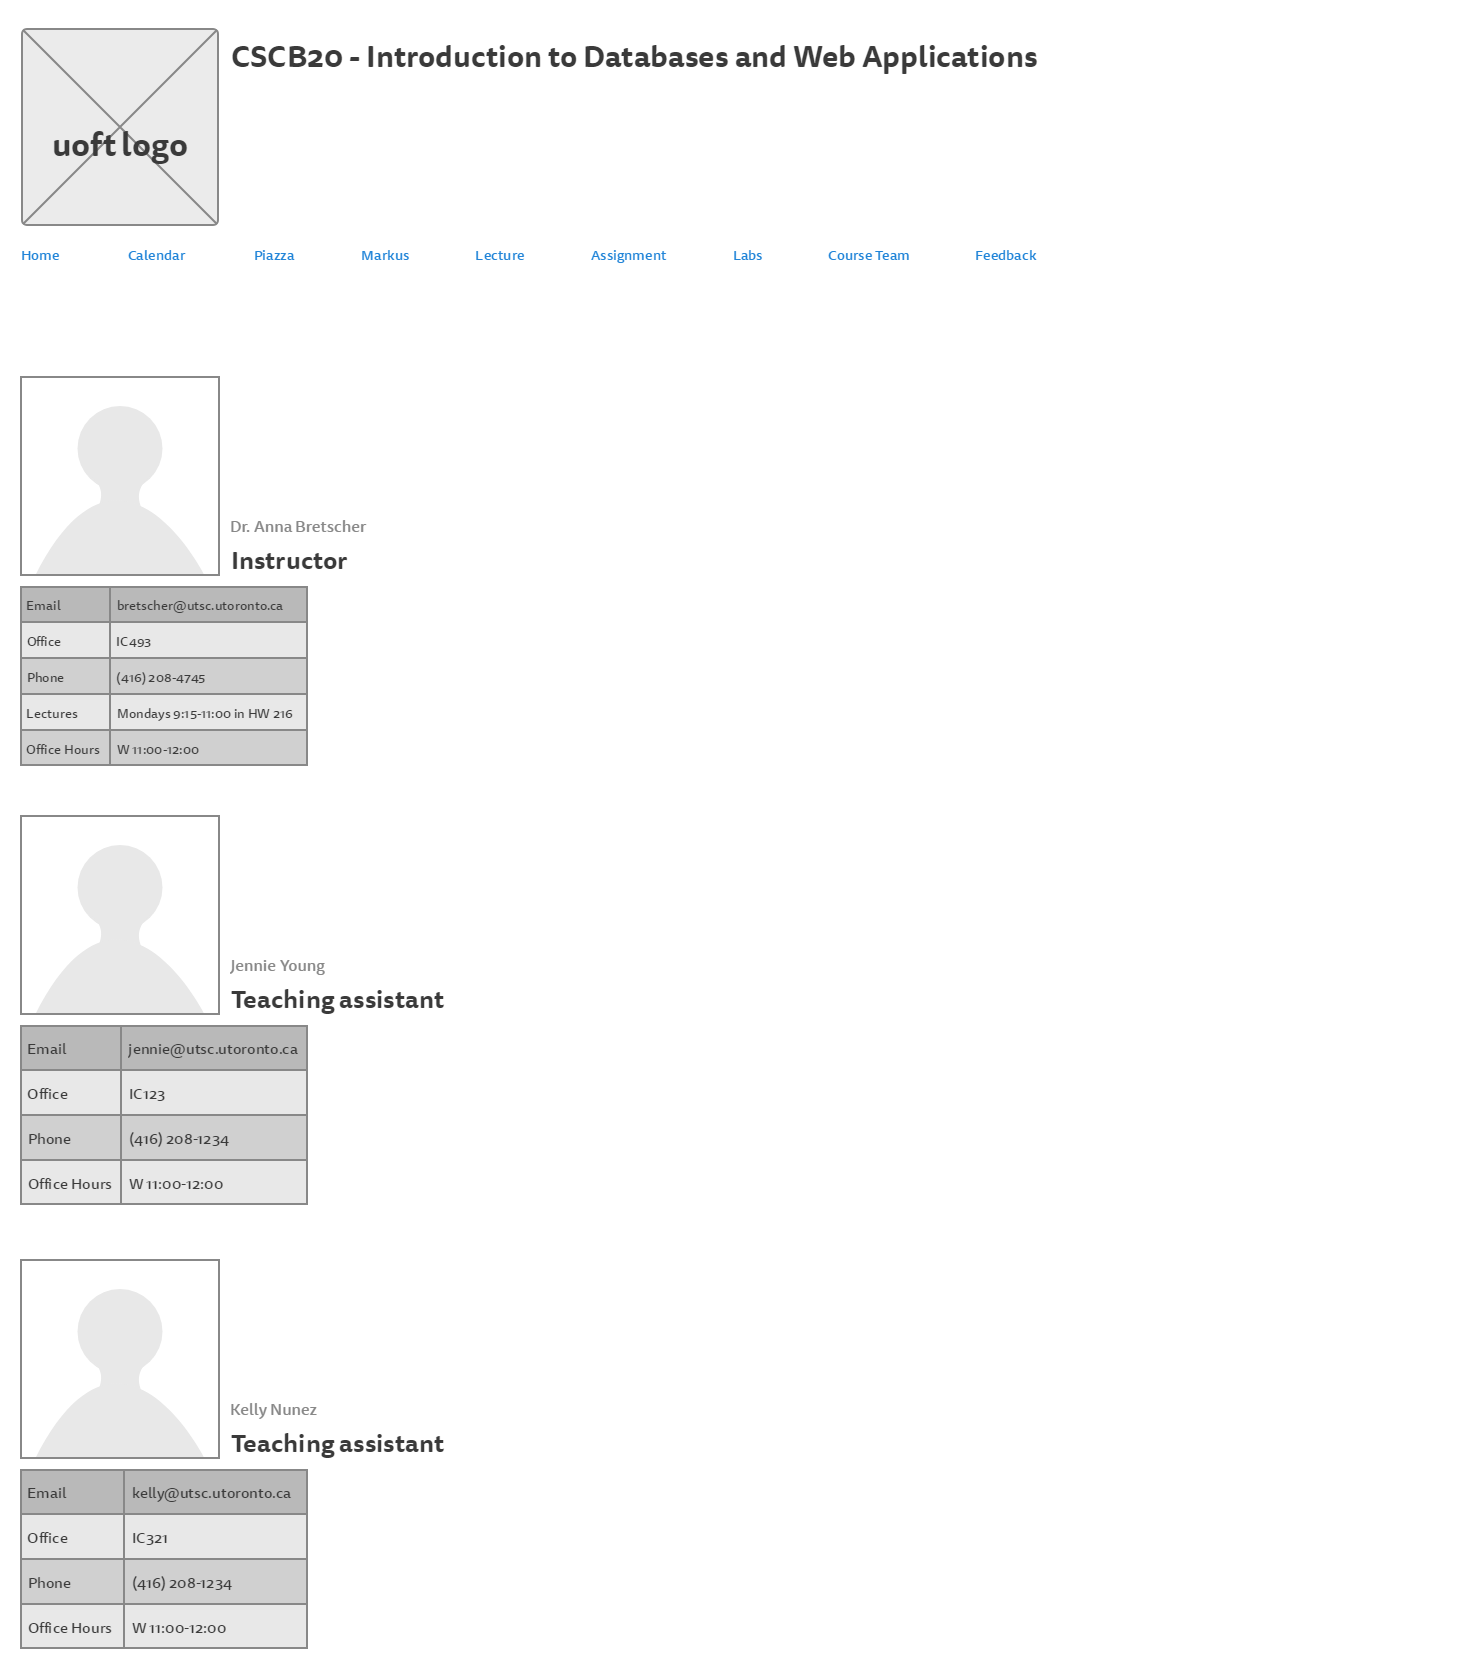 CSCB20 - Introduction to Databases and Web Applications
uoft logo
Home Calendar Piazza Markus Lecture Assignment Labs Course Team Feedback
Dr. Anna Bretscher
Instructor
Email bretscher@utsc.utoronto.ca
Office IC493
Phone (416) 208-4745
Lectures Mondays 9:15-11:00 in HW 216
Office Hours W 11:00-12:00
Jennie Young
Teaching assistant
Email jennie@utsc.utoronto.ca
Office IC123
Phone (416) 208-1234
Office Hours W 11:00-12:00
Kelly Nunez
Teaching assistant
Email kelly@utsc.utoronto.ca
Office IC321
Phone (416) 208-1234
Office Hours W 11:00-12:00